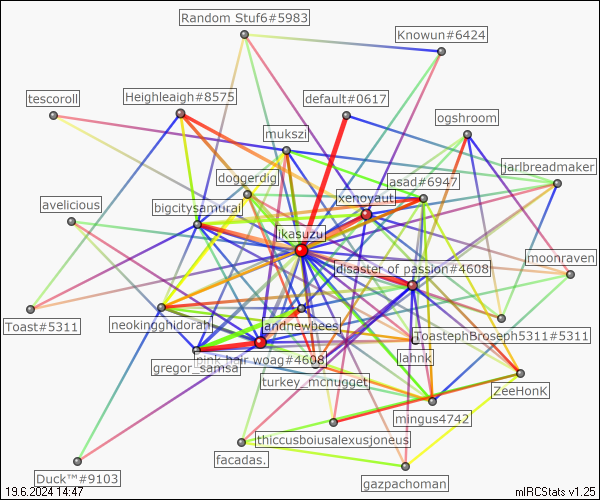 Random Stuf6#5983
Knowun#6424
tescoroll
Heighleaigh#8575
default#0617
ogshroom
mukszi
jarlbreadmaker
doggerdig
asad#6947
xenoyaut
avelicious
bigcitysamurai
ikasuzu
moonraven
disaster of passion#4608
Toast#5311
neokingghidorah
andnewbees
ToastephBroseph5311#5311
pink hair woag#4608
lahnk
gregor_samsa
turkey_mcnugget
ZeeHonK
mingus4742
thiccusboiusalexusjoneus
facadas.
Duck™#9103
gazpachoman
19.6.2024 14:47
mIRCStats v1.25